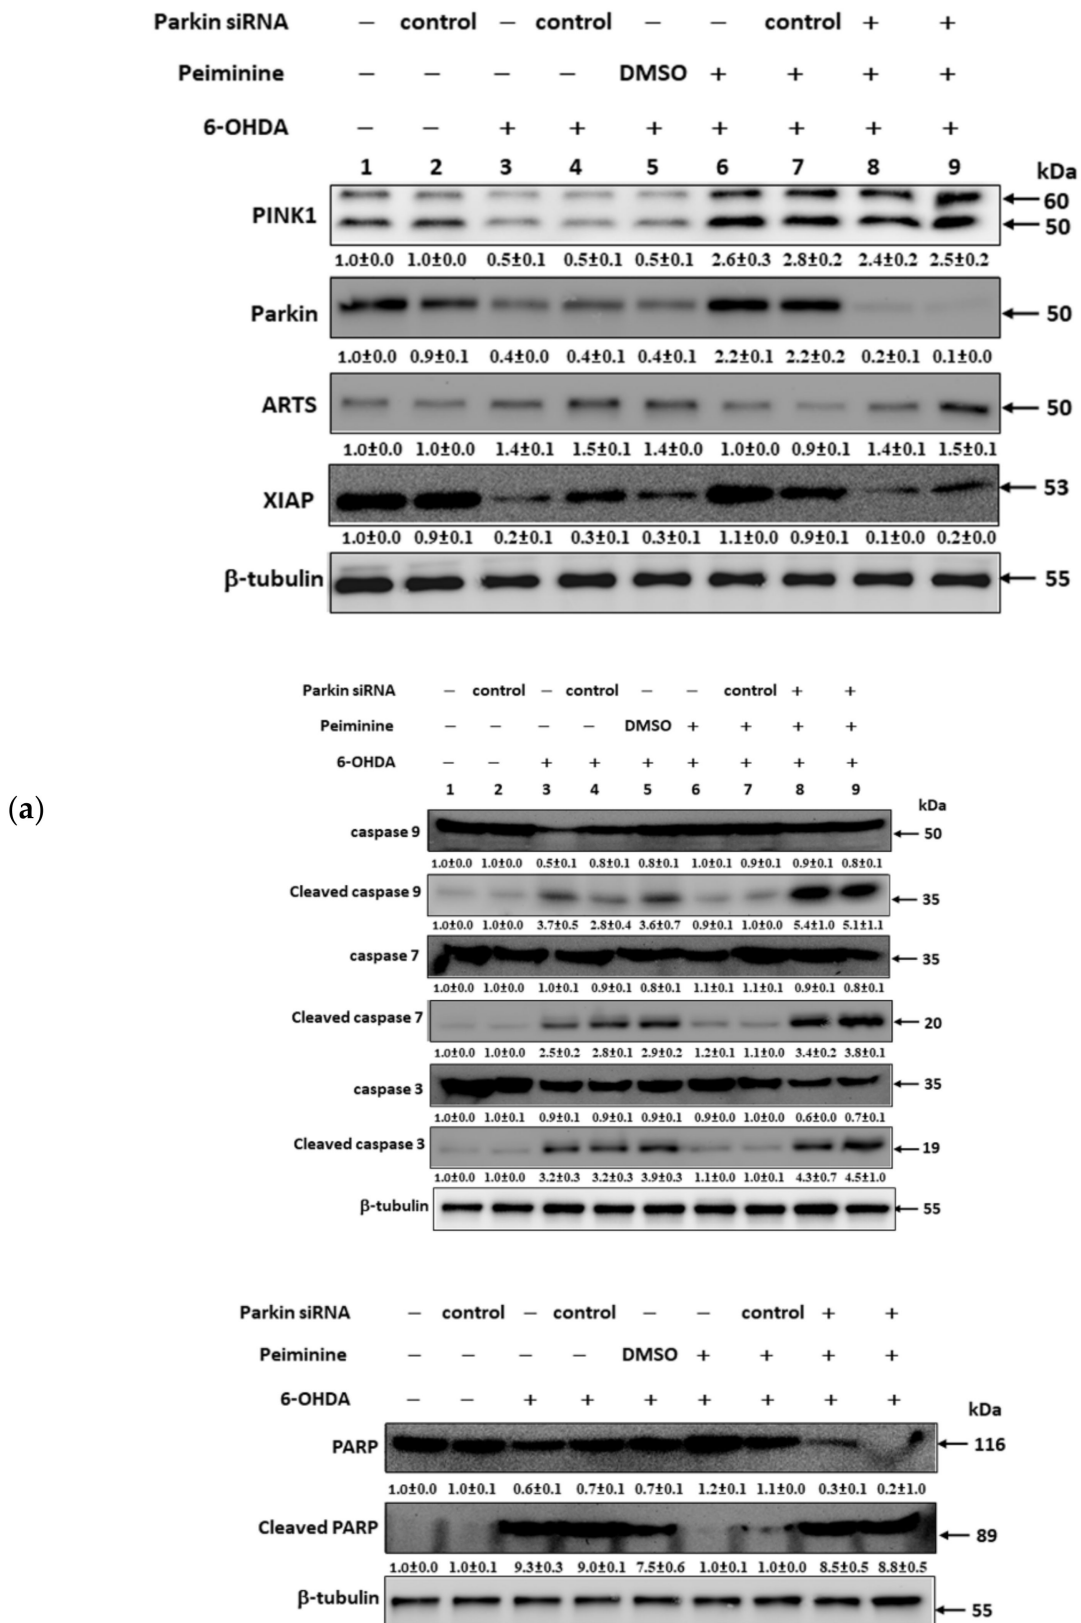 Parkin siRNA – control – control – – control + +
Peiminine – – – – DMSO + + + +
6-OHDA – – + + + + + + +
1 2 3 4 5 6 7 8 9 kDa
PINK1 60
50
1.0±0.0 1.0±0.0 0.5±0.1 0.5±0.1 0.5±0.1 2.6±0.3 2.8±0.2 2.4±0.2 2.5±0.2
Parkin 50
1.0±0.0 0.9±0.1 0.4±0.0 0.4±0.1 0.4±0.1 2.2±0.1 2.2±0.2 0.2±0.1 0.1±0.0
ARTS 50
1.0±0.0 1.0±0.0 1.4±0.1 1.5±0.1 1.4±0.0 1.0±0.0 0.9±0.1 1.4±0.1 1.5±0.1
XIAP 53
1.0±0.0 0.9±0.1 0.2±0.1 0.3±0.1 0.3±0.1 1.1±0.0 0.9±0.1 0.1±0.0 0.2±0.0
β-tubulin 55
Parkin siRNA – control – control – – control + +
Peiminine – – – – DMSO + + + +
6-OHDA – – + + + + + + +
1 2 3 4 5 6 7 8 9
kDa
(a)
caspase 9 50
1.0±0.0 1.0±0.0 0.5±0.1 0.8±0.1 0.8±0.1 1.0±0.1 0.9±0.1 0.9±0.1 0.8±0.1
Cleaved caspase 9 35
1.0±0.0 1.0±0.0 3.7±0.5 2.8±0.4 3.6±0.7 0.9±0.1 1.0±0.0 5.4±1.0 5.1±1.1
caspase 7 35
1.0±0.0 1.0±0.0 1.0±0.1 0.9±0.1 0.8±0.1 1.1±0.1 1.1±0.1 0.9±0.1 0.8±0.1
Cleaved caspase 7 20
1.0±0.0 1.0±0.0 2.5±0.2 2.8±0.1 2.9±0.2 1.2±0.1 1.1±0.0 3.4±0.2 3.8±0.1
caspase 3 35
1.0±0.0 1.0±0.1 0.9±0.1 0.9±0.1 0.9±0.1 0.9±0.0 1.0±0.0 0.6±0.0 0.7±0.1
Cleaved caspase 3 19
1.0±0.0 1.0±0.0 3.2±0.3 3.2±0.3 3.9±0.3 1.1±0.0 1.0±0.1 4.3±0.7 4.5±1.0
β-tubulin 55
Parkin siRNA – control – control – – control + +
Peiminine – – – – DMSO + + + +
6-OHDA – – + + + + + + +
kDa
PARP 116
1.0±0.0 1.0±0.1 0.6±0.1 0.7±0.1 0.7±0.1 1.2±0.1 1.1±0.0 0.3±0.1 0.2±1.0
Cleaved PARP 89
1.0±0.0 1.0±0.1 9.3±0.3 9.0±0.1 7.5±0.6 1.0±0.1 1.0±0.0 8.5±0.5 8.8±0.5
β-tubulin 55